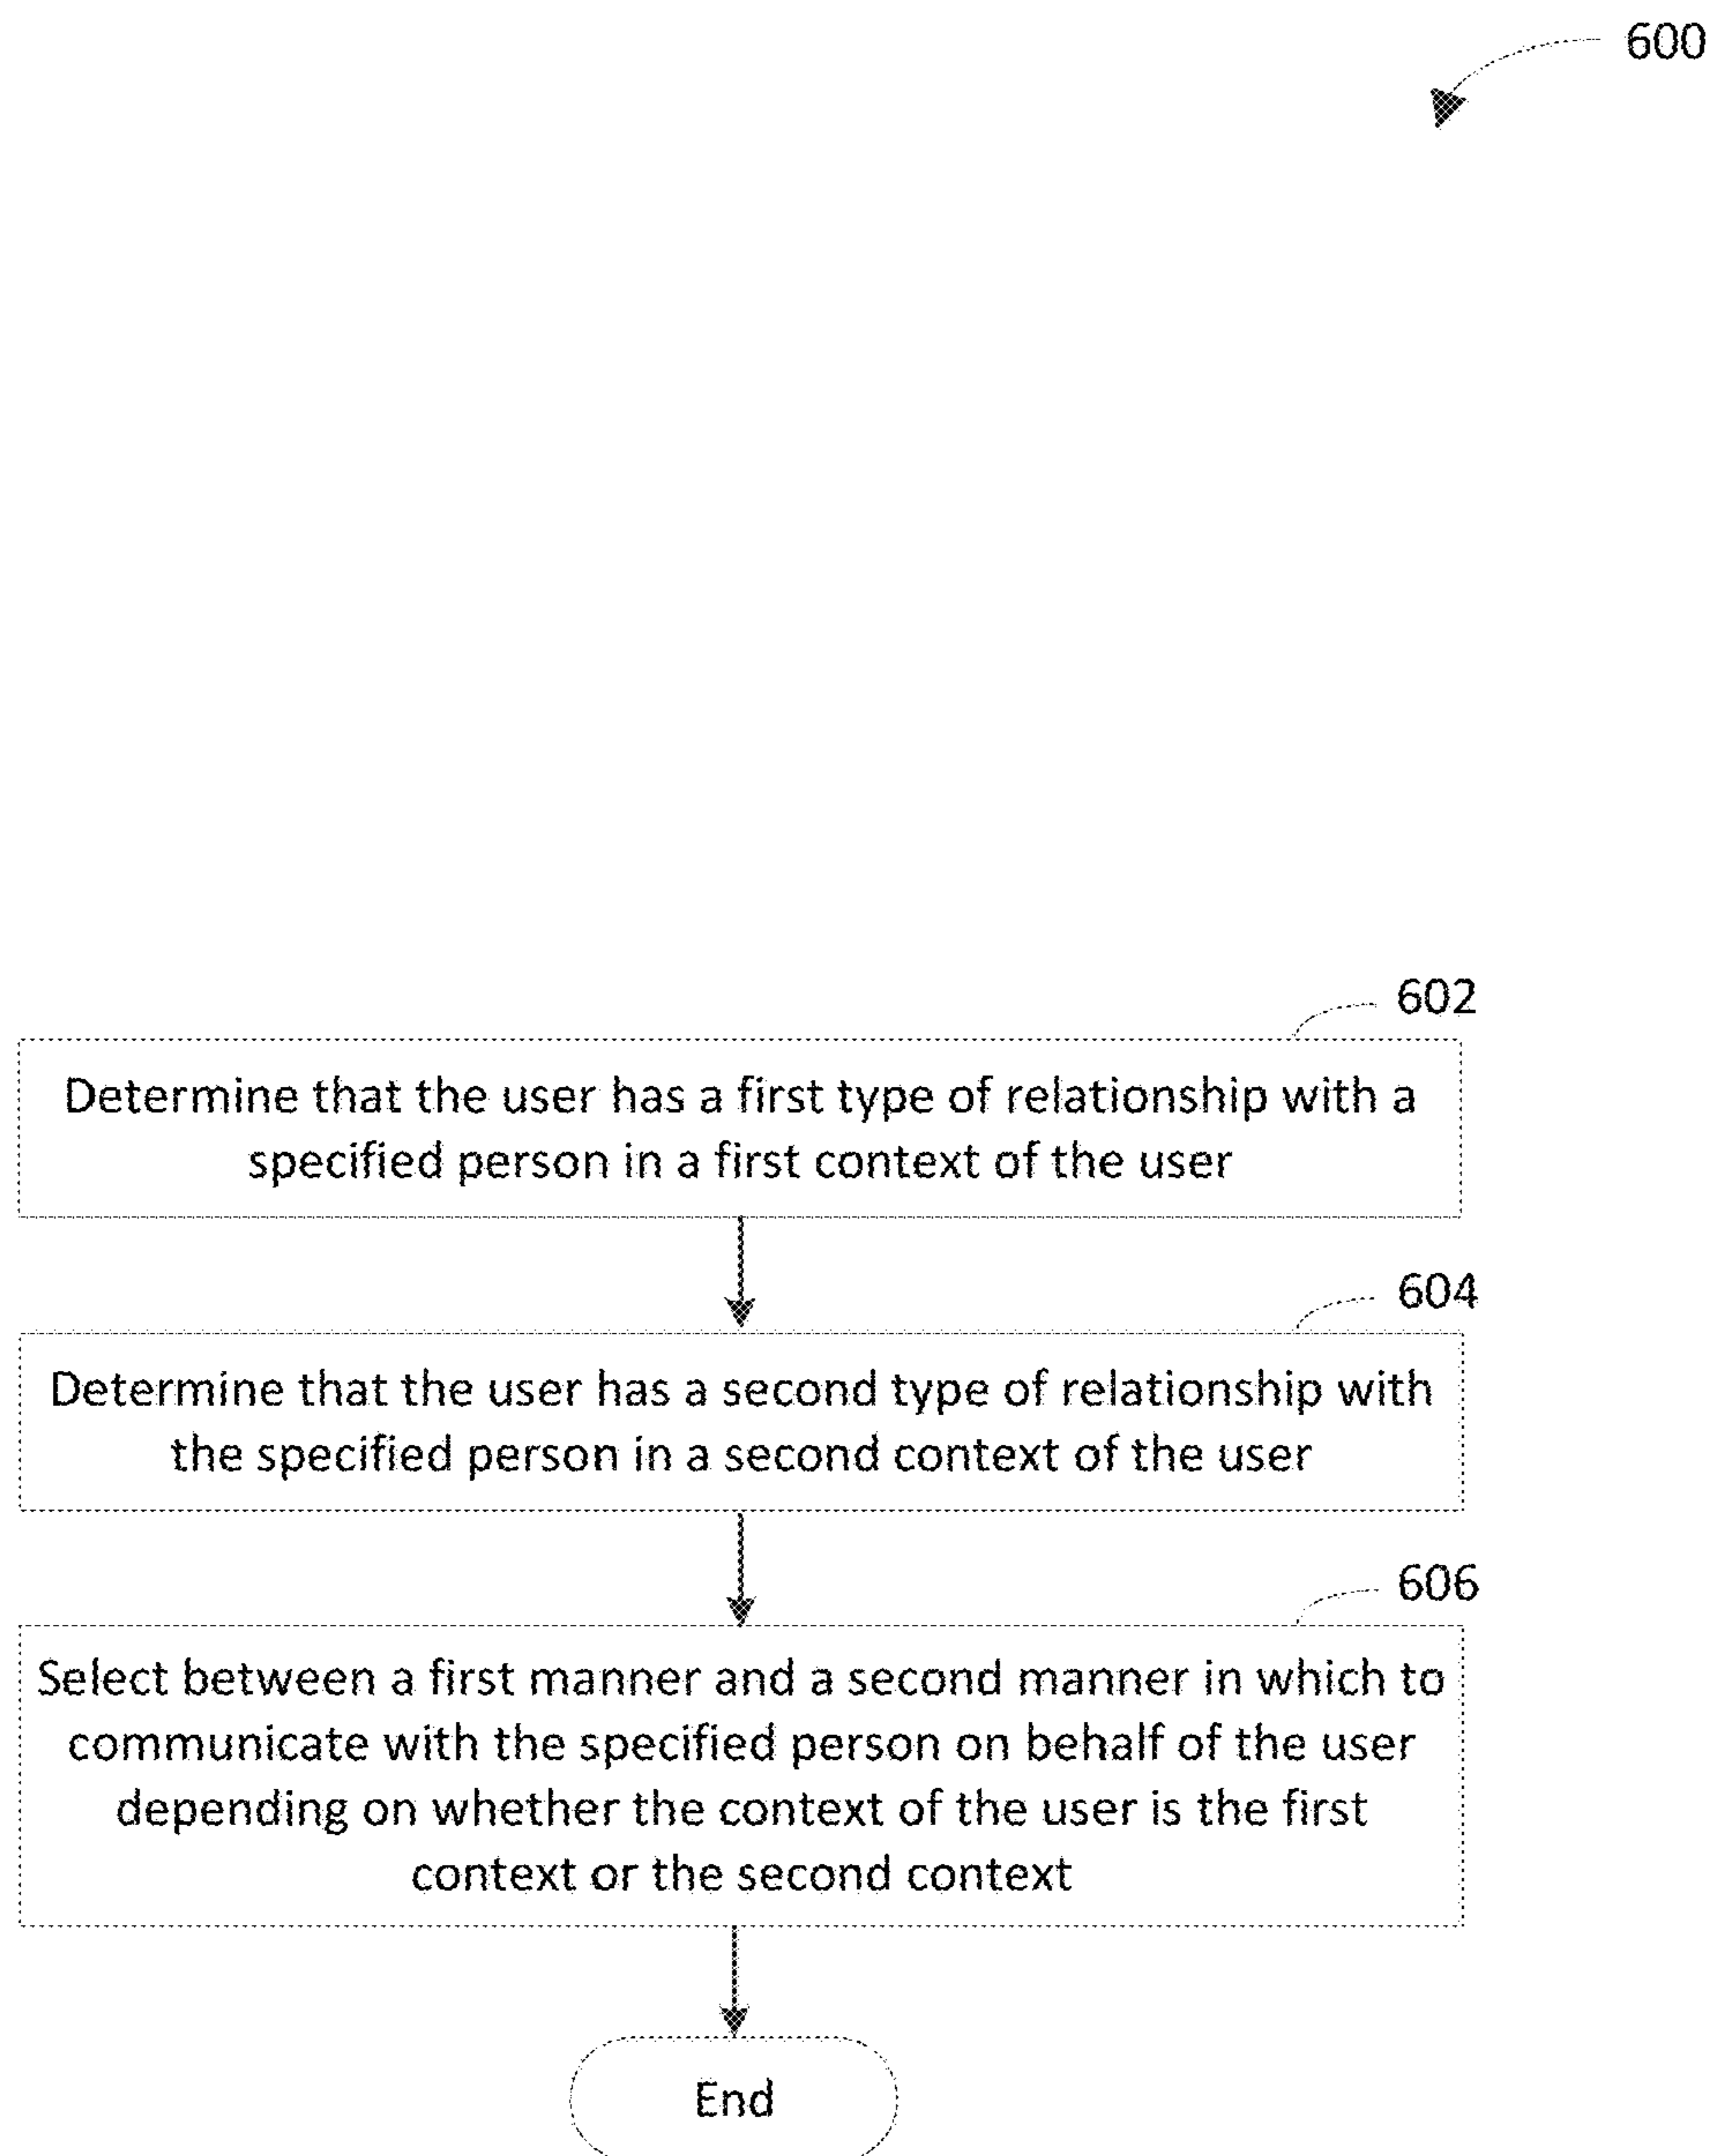 600
602
Determine that the user has a first type of relationship with a
specified person in a first context of the user
604
Determine that the user has a second type of relationship with
the specified person in a second context of the user
606
Select between a first manner and a second manner in which to
communicate with the specified person on behalf of the user
depending on whether the context of the user is the first
context or the second context
End